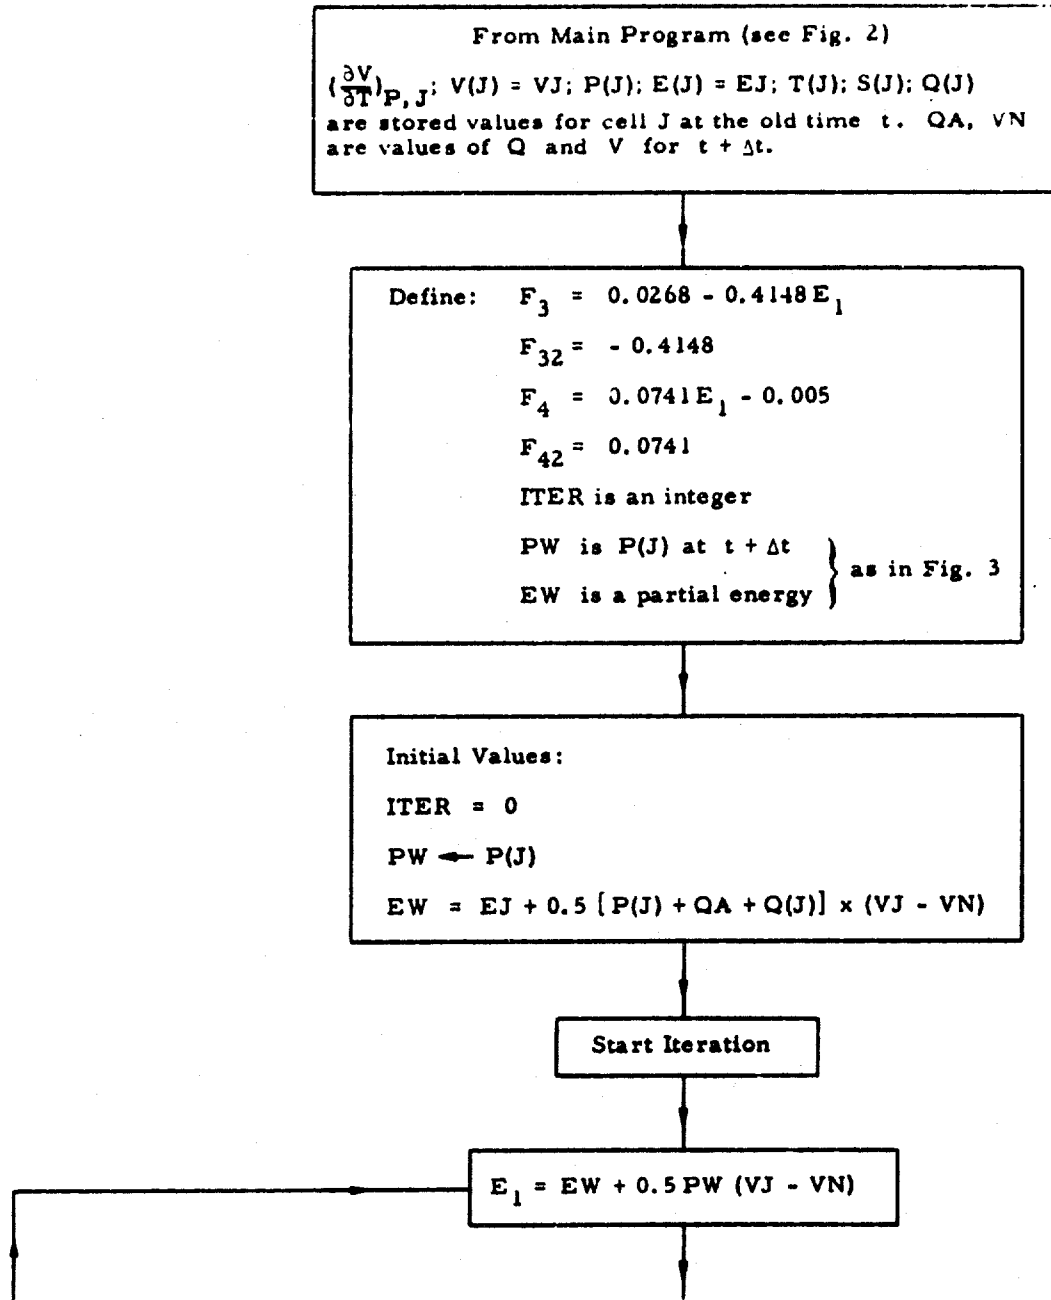 From Main Program (see Fig. 2)
(∂V/∂T)P, J; V(J) = VJ; P(J); E(J) = EJ; T(J); S(J); Q(J)
are stored values for cell J at the old time t. QA, VN
are values of Q and V for t + Δt.
Define: F3 = 0.0268 - 0.4148 E1
F32 = - 0.4148
F4 = 0.0741 E1 - 0.005
F42 = 0.0741
ITER is an integer
PW is P(J) at t + Δt
EW is a partial energy } as in Fig. 3
Initial Values:
ITER = 0
PW ← P(J)
EW = EJ + 0.5 [P(J) + QA + Q(J)] x (VJ - VN)
Start Iteration
E1 = EW + 0.5 PW (VJ - VN)